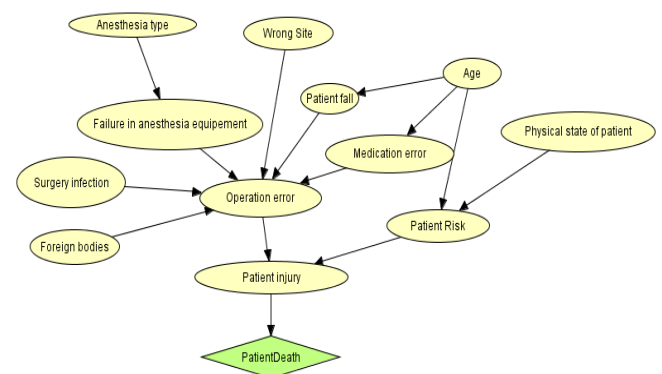 Anesthesia type
Wrong Site
Age
Patient fall
Failure in anesthesia equipement
Physical state of patient
Medication error
Surgery infection
Operation error
Patient Risk
Foreign bodies
Patient injury
PatientDeath